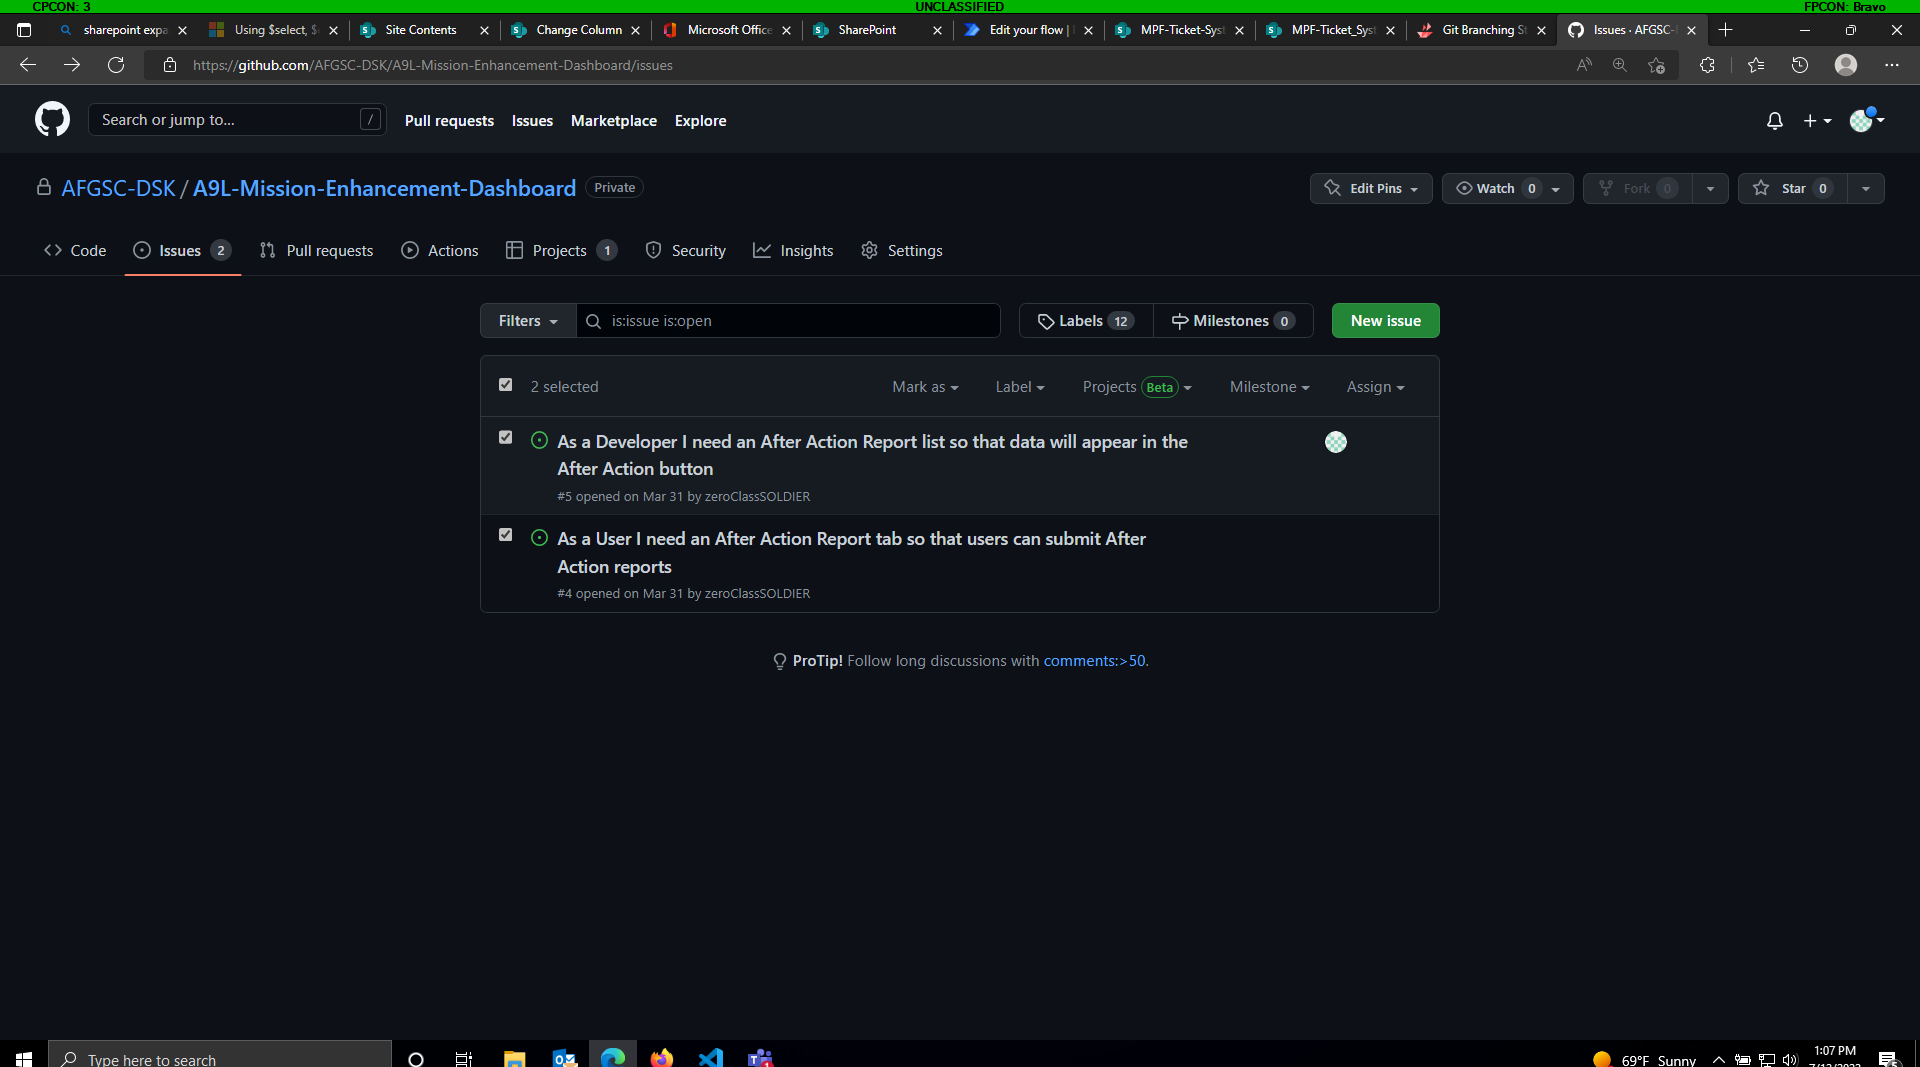 CPCON: 3
UNCLASSIFIED
FPCON: Bravo
sharepoint expa
Using $select, $
Site Contents
Change Column
Microsoft Office
SharePoint
Edit your flow |
MPF-Ticket-Syst
MPF-Ticket_Syst
Git Branching St
Issues · AFGSC-
https://github.com/AFGSC-DSK/A9L-Mission-Enhancement-Dashboard/issues
Search or jump to...
/
Pull requests
Issues
Marketplace
Explore
AFGSC-DSK / A9L-Mission-Enhancement-Dashboard
Private
Edit Pins
Watch 0
Fork 0
Star 0
Code
Issues 2
Pull requests
Actions
Projects 1
Security
Insights
Settings
Filters
is:issue is:open
Labels 12
Milestones 0
New issue
2 selected
Mark as
Label
Projects Beta
Milestone
Assign
As a Developer I need an After Action Report list so that data will appear in the
After Action button
#5 opened on Mar 31 by zeroClassSOLDIER
As a User I need an After Action Report tab so that users can submit After
Action reports
#4 opened on Mar 31 by zeroClassSOLDIER
ProTip! Follow long discussions with comments:>50.
Type here to search
69°F Sunny
1:07 PM